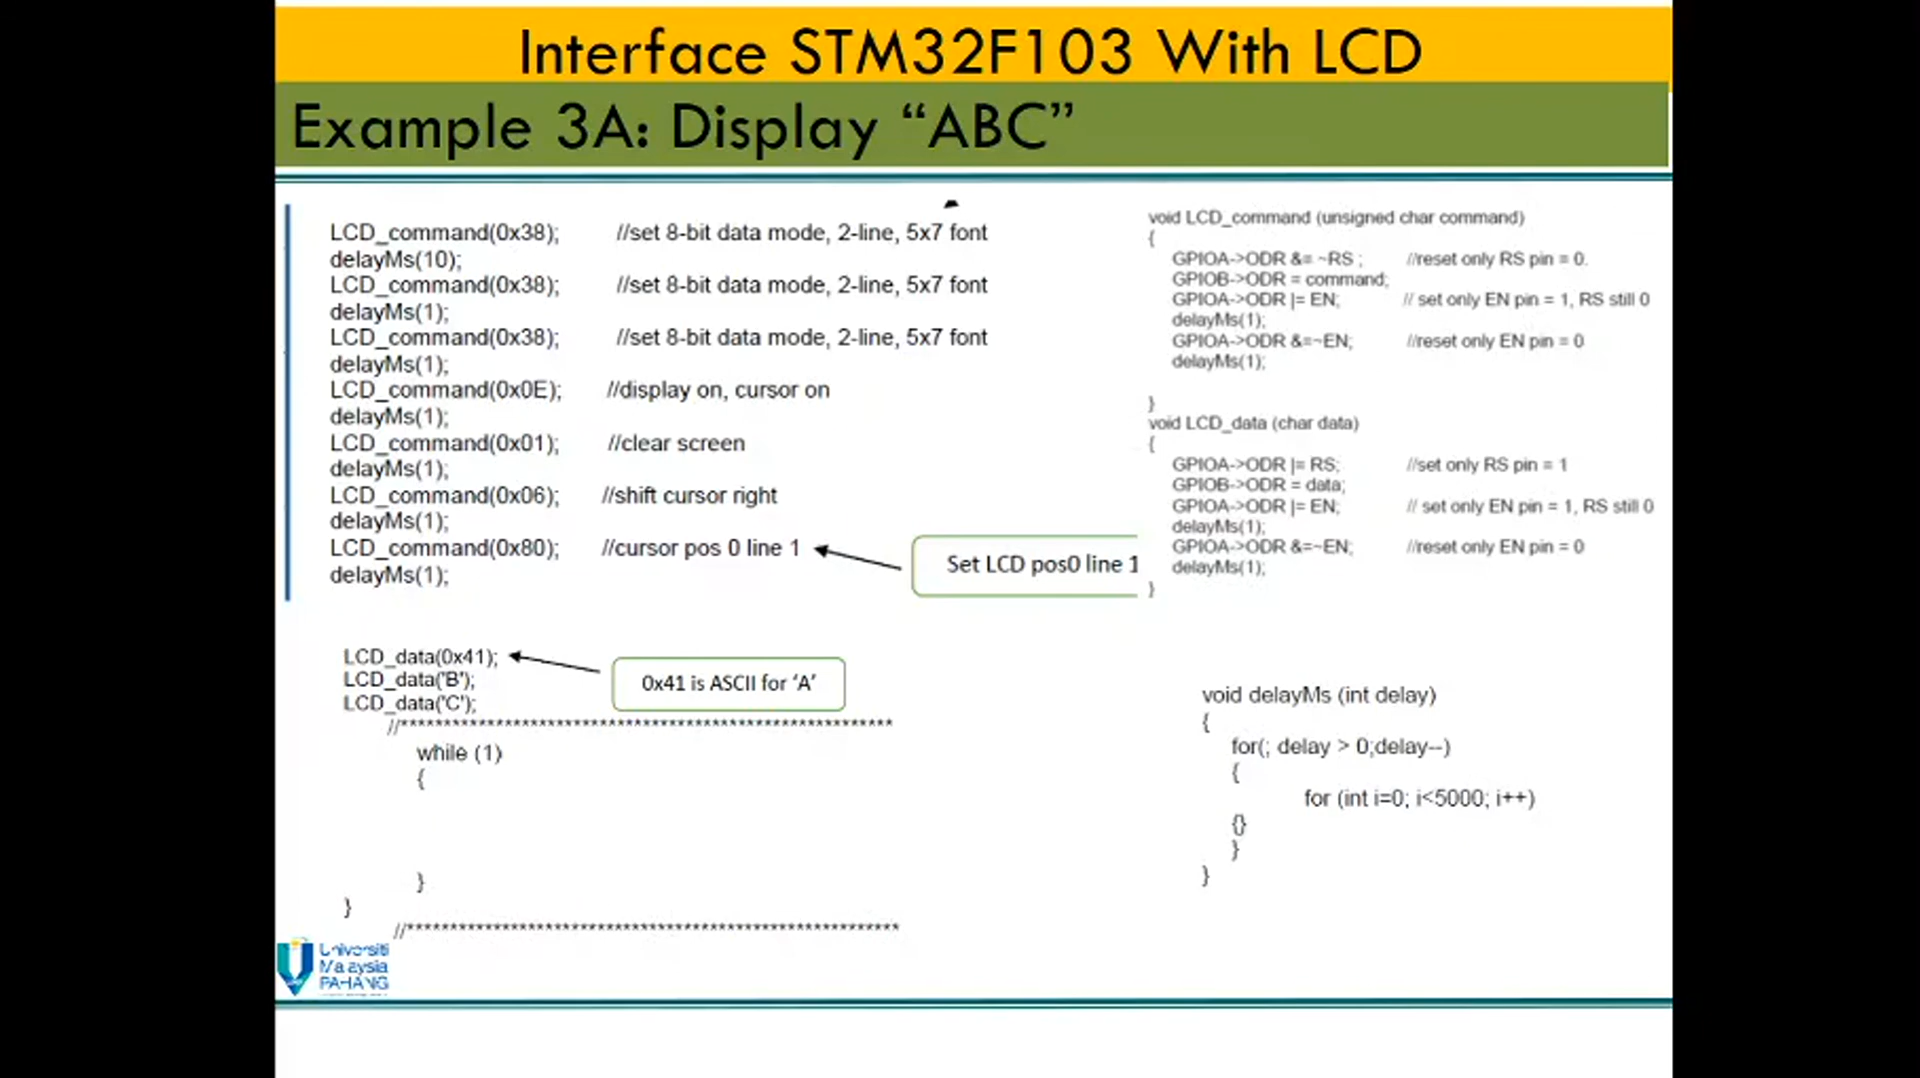 Interface STM32F103 With LCD
Example 3A: Display “ABC”
LCD_command(0x38); //set 8-bit data mode, 2-line, 5x7 font
delayMs(10);
LCD_command(0x38); //set 8-bit data mode, 2-line, 5x7 font
delayMs(1);
LCD_command(0x38); //set 8-bit data mode, 2-line, 5x7 font
delayMs(1);
LCD_command(0x0E); //display on, cursor on
delayMs(1);
LCD_command(0x01); //clear screen
delayMs(1);
LCD_command(0x06); //shift cursor right
delayMs(1);
LCD_command(0x80); //cursor pos 0 line 1
delayMs(1);
Set LCD pos0 line 1
LCD_data(0x41);
LCD_data('B');
LCD_data('C');
0x41 is ASCII for ‘A’
//*********************************************************
while (1)
{
}
}
//*********************************************************
void LCD_command (unsigned char command)
{
GPIOA->ODR &= ~RS ; //reset only RS pin = 0.
GPIOB->ODR = command;
GPIOA->ODR |= EN; // set only EN pin = 1, RS still 0
delayMs(1);
GPIOA->ODR &=~EN; //reset only EN pin = 0
delayMs(1);
}
void LCD_data (char data)
{
GPIOA->ODR |= RS; //set only RS pin = 1
GPIOB->ODR = data;
GPIOA->ODR |= EN; // set only EN pin = 1, RS still 0
delayMs(1);
GPIOA->ODR &=~EN; //reset only EN pin = 0
delayMs(1);
}
void delayMs (int delay)
{
for(; delay > 0;delay--)
{
for (int i=0; i<5000; i++)
{}
}
}
Universiti
Malaysia
PAHANG